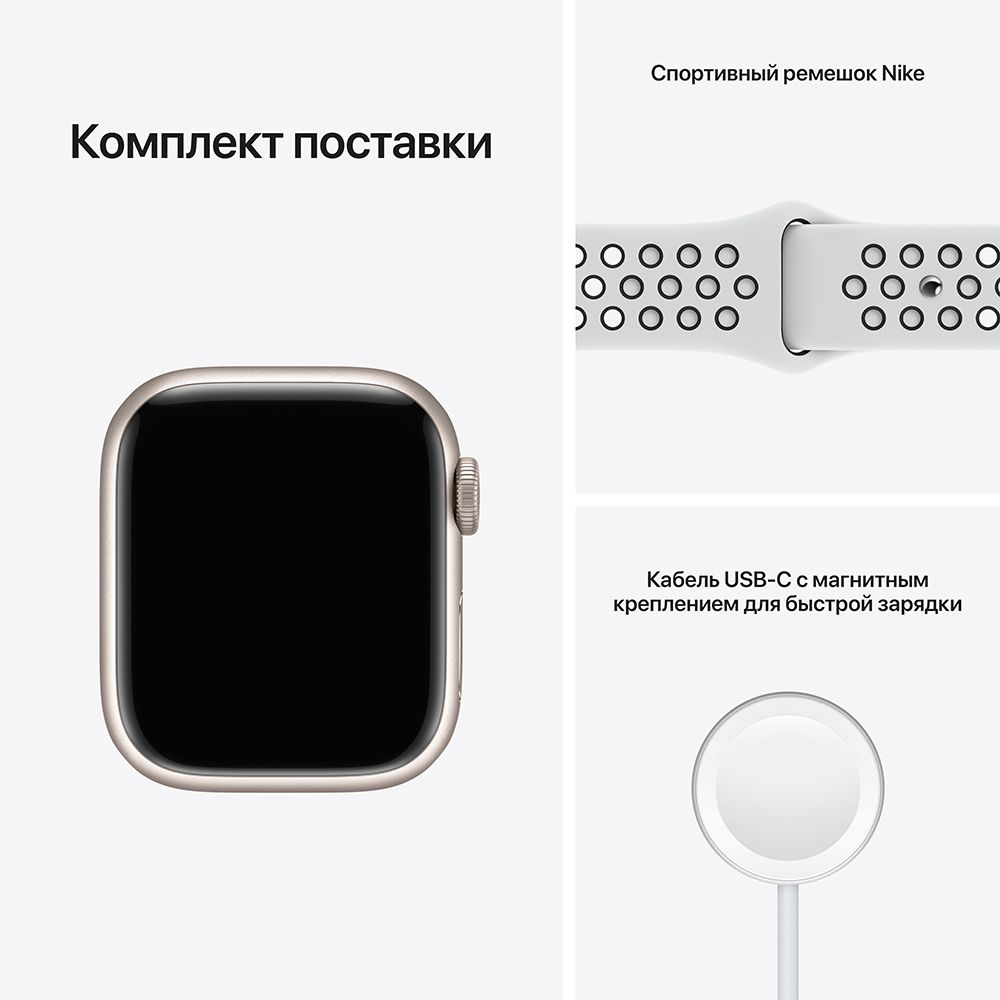 Комплект поставки
Спортивный ремешок Nike
Кабель USB-C с магнитным
креплением для быстрой зарядки